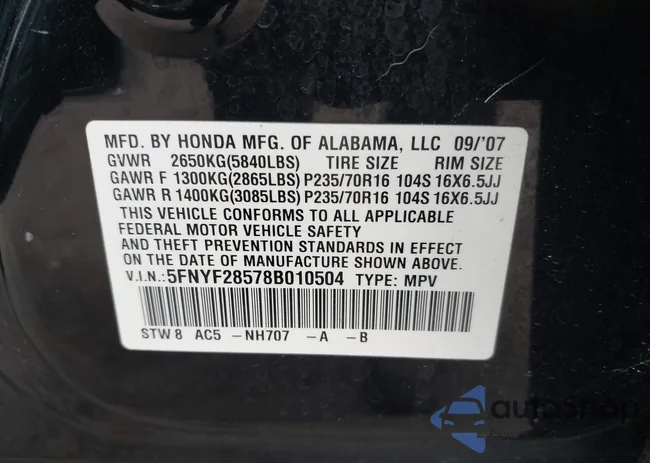 MFD. BY HONDA MFG. OF ALABAMA, LLC 09/'07
GVWR 2650KG(5840LBS) TIRE SIZE RIM SIZE
GAWR F 1300KG(2865LBS) P235/70R16 104S 16X6.5JJ
GAWR R 1400KG(3085LBS) P235/70R16 104S 16X6.5JJ
THIS VEHICLE CONFORMS TO ALL APPLICABLE
FEDERAL MOTOR VEHICLE SAFETY
AND THEFT PREVENTION STANDARDS IN EFFECT
ON THE DATE OF MANUFACTURE SHOWN ABOVE.
V.I.N.:5FNYF28578B010504 TYPE: MPV
STW8 AC5 -NH707 -A -B
autoShop